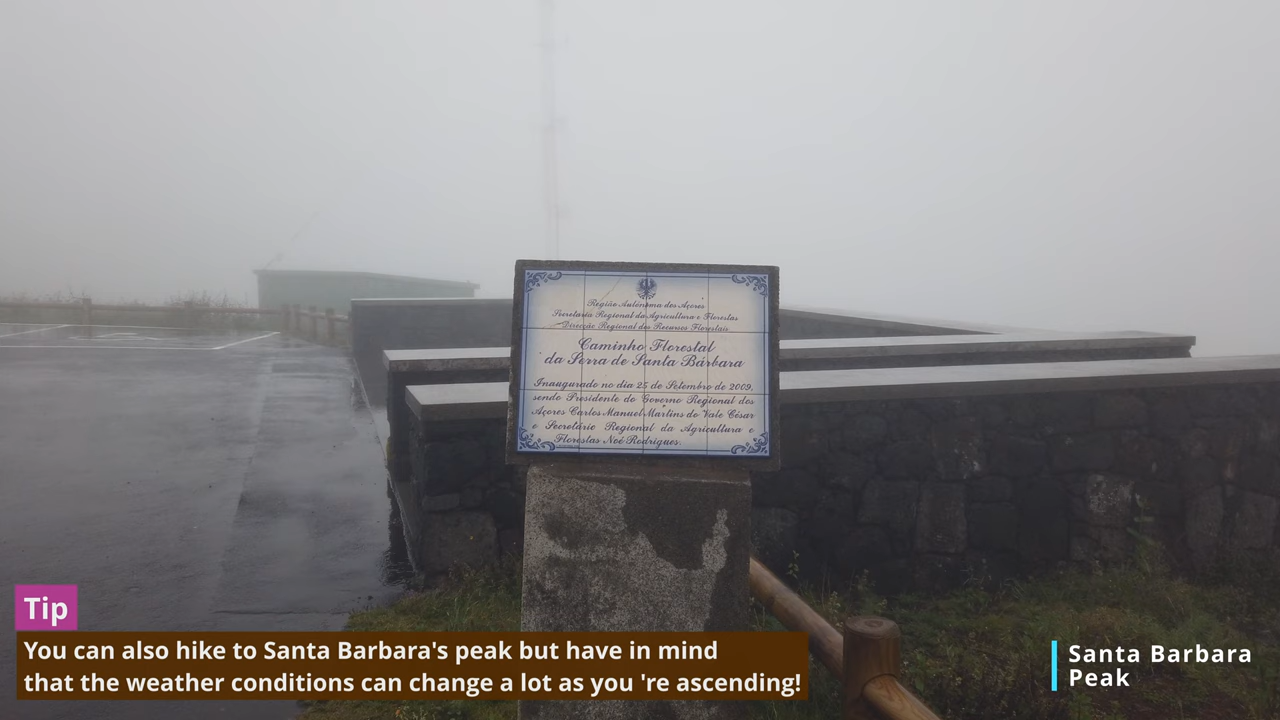 Região Autónoma dos Açores
Secretaria Regional da Agricultura e Florestas
Direcção Regional dos Recursos Florestais
Caminho Florestal
da Serra de Santa Bárbara
Inaugurado no dia 25 de Setembro de 2009,
sendo Presidente do Governo Regional dos
Açores Carlos Manuel Martins do Vale César
e Secretário Regional da Agricultura e
Florestas Noé Rodrigues.
Tip
You can also hike to Santa Barbara's peak but have in mind
that the weather conditions can change a lot as you 're ascending!
Santa Barbara
Peak